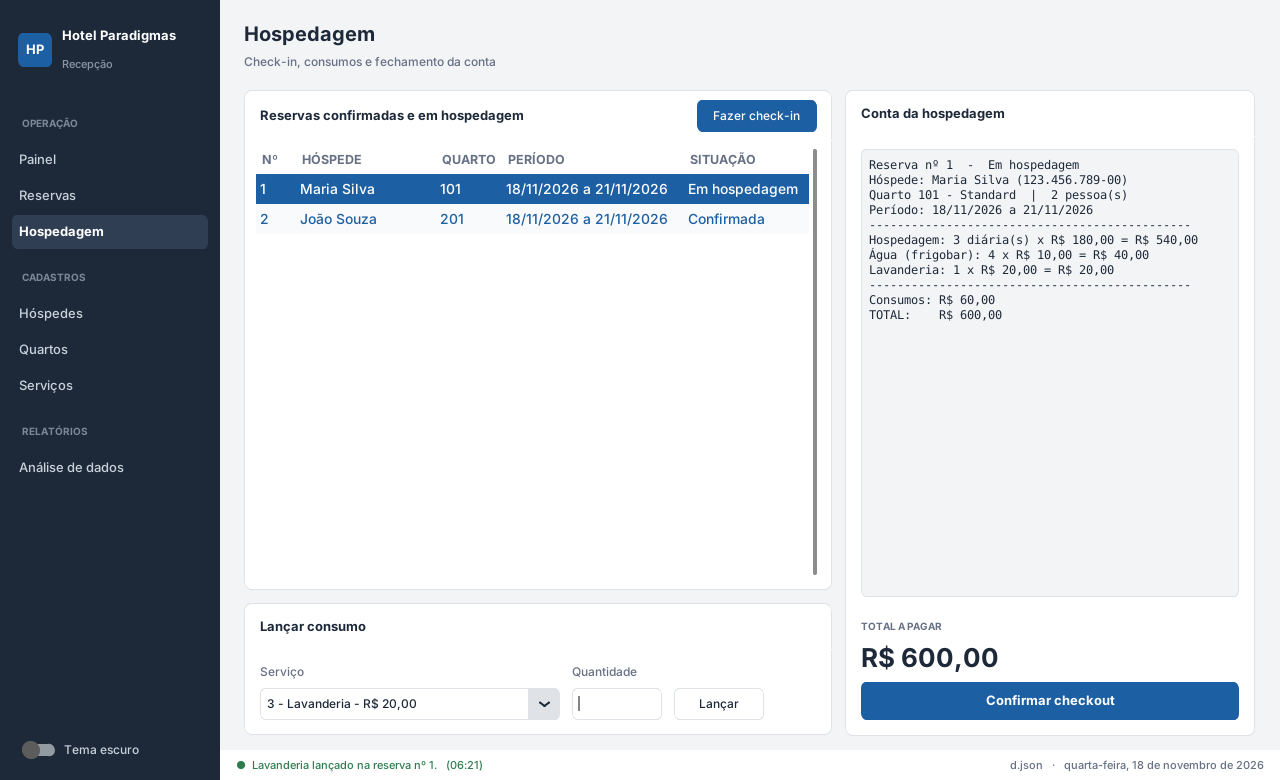 HP
Hotel Paradigmas
Recepção
OPERAÇÃO
Painel
Reservas
Hospedagem
CADASTROS
Hóspedes
Quartos
Serviços
RELATÓRIOS
Análise de dados
Tema escuro
Hospedagem
Check-in, consumos e fechamento da conta
Reservas confirmadas e em hospedagem
Fazer check-in
Nº HÓSPEDE QUARTO PERÍODO SITUAÇÃO
1 Maria Silva 101 18/11/2026 a 21/11/2026 Em hospedagem
2 João Souza 201 18/11/2026 a 21/11/2026 Confirmada
Lançar consumo
Serviço Quantidade
3 - Lavanderia - R$ 20,00 Lançar
Conta da hospedagem
Reserva nº 1 - Em hospedagem
Hóspede: Maria Silva (123.456.789-00)
Quarto 101 - Standard | 2 pessoa(s)
Período: 18/11/2026 a 21/11/2026
----------------------------------------------
Hospedagem: 3 diária(s) x R$ 180,00 = R$ 540,00
Água (frigobar): 4 x R$ 10,00 = R$ 40,00
Lavanderia: 1 x R$ 20,00 = R$ 20,00
----------------------------------------------
Consumos: R$ 60,00
TOTAL: R$ 600,00
TOTAL A PAGAR
R$ 600,00
Confirmar checkout
Lavanderia lançado na reserva nº 1. (06:21)
d.json · quarta-feira, 18 de novembro de 2026